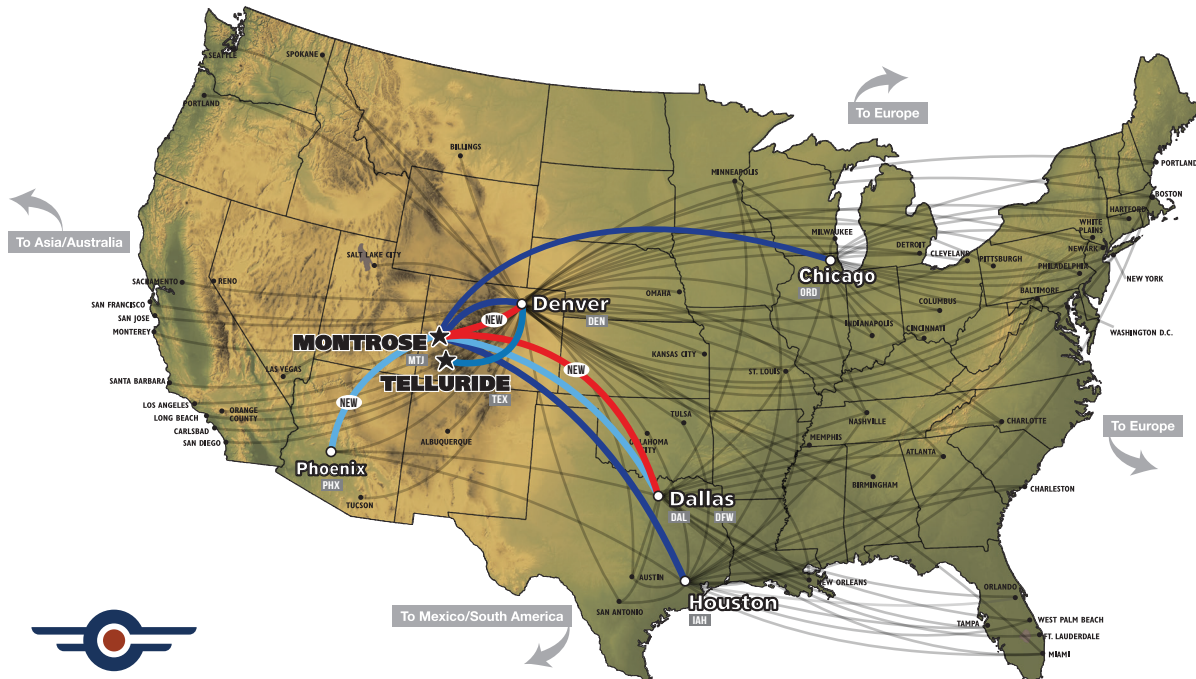 SEATTLE
SPOKANE
PORTLAND
BILLINGS
MINNEAPOLIS
To Europe
PORTLAND
BOSTON
HARTFORD
WHITE
PLAINS
NEWARK
NEW YORK
To Asia/Australia
SALT LAKE CITY
MILWAUKEE
DETROIT
CLEVELAND
PITTSBURGH
PHILADELPHIA
BALTIMORE
WASHINGTON D.C.
Chicago
ORD
SACRAMENTO
RENO
SAN FRANCISCO
SAN JOSE
MONTEREY
OMAHA
Denver
DEN
NEW
COLUMBUS
INDIANAPOLIS
CINCINNATI
MONTROSE
MTJ
TELLURIDE
TEX
KANSAS CITY
ST. LOUIS
NEW
LAS VEGAS
SANTA BARBARA
LOS ANGELES
ORANGE
COUNTY
LONG BEACH
CARLSBAD
SAN DIEGO
NEW
TULSA
OKLAHOMA
CITY
NASHVILLE
MEMPHIS
CHARLOTTE
To Europe
ALBUQUERQUE
Phoenix
PHX
TUCSON
ATLANTA
BIRMINGHAM
CHARLESTON
Dallas
DAL
DFW
AUSTIN
SAN ANTONIO
Houston
IAH
NEW ORLEANS
ORLANDO
TAMPA
WEST PALM BEACH
FT. LAUDERDALE
MIAMI
To Mexico/South America